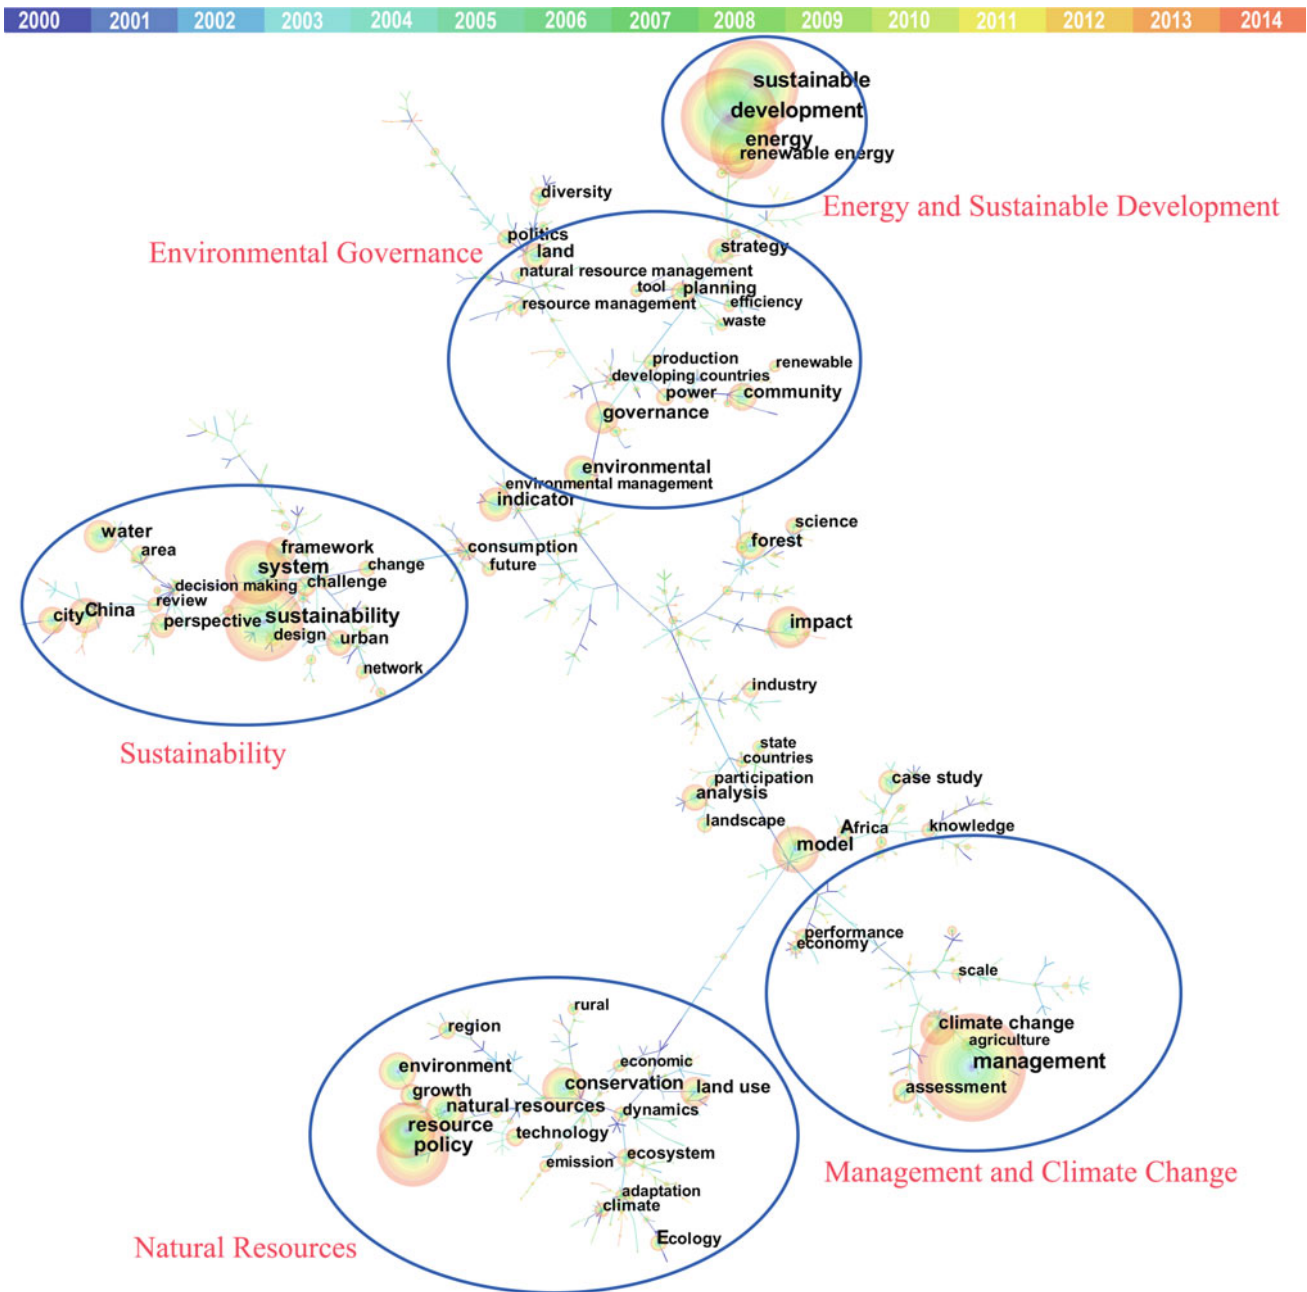 2000 2001 2002 2003 2004 2005 2006 2007 2008 2009 2010 2011 2012 2013 2014
sustainable
development
energy
renewable energy
Energy and Sustainable Development
diversity
politics
land
Environmental Governance
strategy
natural resource management
tool
planning
resource management
efficiency
waste
production
renewable
developing countries
power
community
governance
environmental
environmental management
indicator
water
area
framework
system
change
consumption
future
science
forest
decision making
challenge
review
city
China
perspective
sustainability
design
urban
network
impact
Sustainability
industry
state
countries
participation
analysis
landscape
case study
Africa
knowledge
model
performance
economy
scale
climate change
agriculture
management
assessment
Management and Climate Change
rural
region
environment
economic
growth
conservation
land use
natural resources
dynamics
resource
policy
technology
ecosystem
emission
adaptation
climate
Ecology
Natural Resources